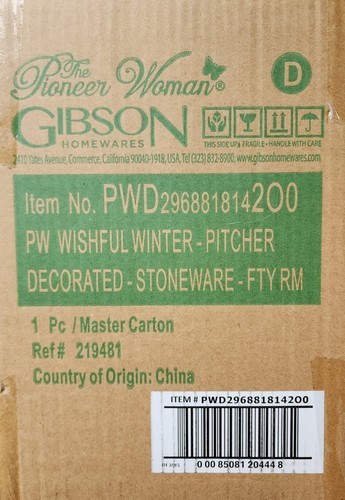 The
Pioneer Woman®
D
GIBSON
HOMEWARES
THIS SIDE UP, FRAGILE • HANDLE WITH CARE
2410 Yates Avenue, Commerce, California 90040-1918, USA, Tel (323) 832-8900, www.gibsonhomewares.com
Item No. PWD2968818142O0
PW WISHFUL WINTER - PITCHER
DECORATED - STONEWARE - FTY RM
1 Pc / Master Carton
Ref# 219481
Country of Origin: China
ITEM # PWD2968818142O0
0 00 85081 20444 8